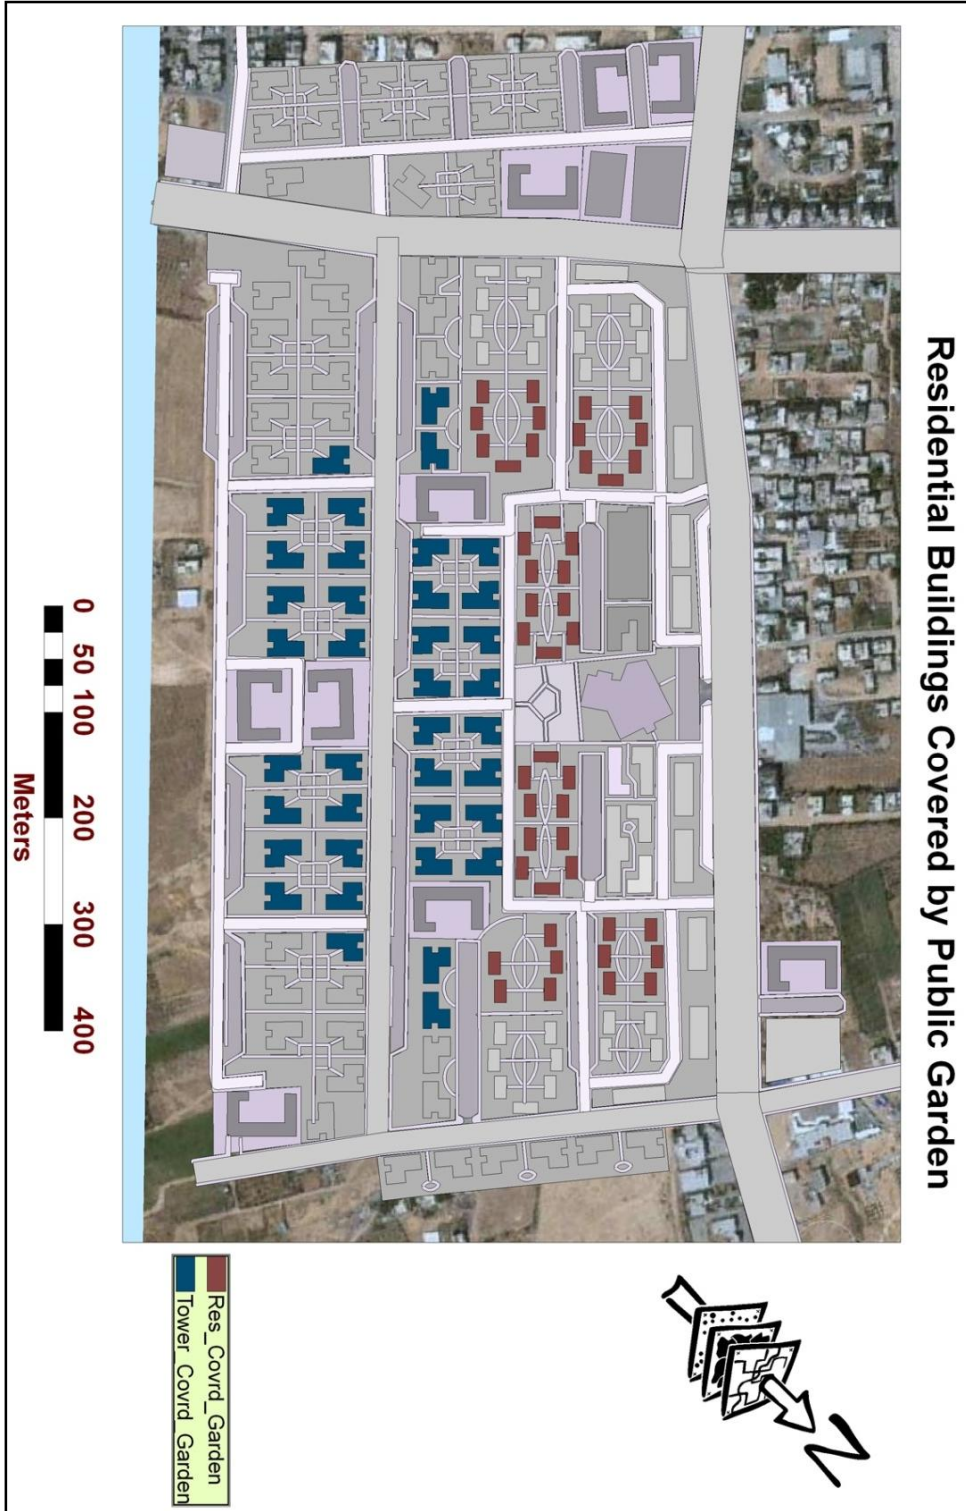 Residential Buildings Covered by Public Garden
N
Res_Covrd_Garden
Tower_Covrd_Garden
0 50 100 200 300 400
Meters